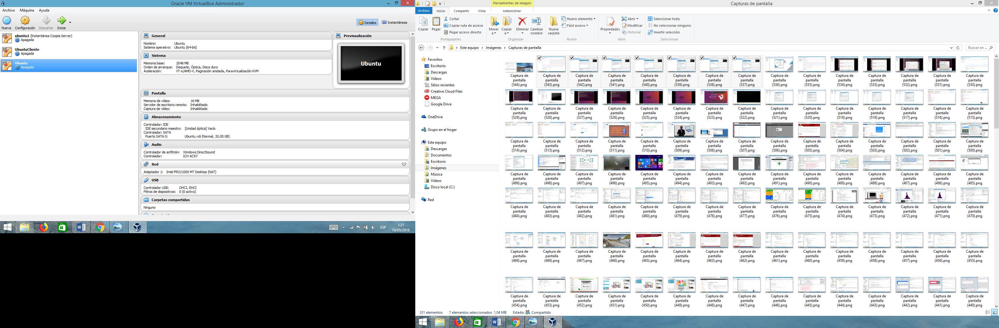 Oracle VM VirtualBox Administrador
Archivo Máquina Ayuda
Nueva Configuración Descartar Iniciar
Detalles Instantáneas
ubuntu1 (Instantánea Coopia Server)
Apagada
UbuntuCliente
Apagada
Ubuntu
Apagada
General
Nombre: Ubuntu
Sistema operativo: Ubuntu (64-bit)
Sistema
Memoria base: 2048 MB
Orden de arranque: Disquete, Óptica, Disco duro
Aceleración: VT-x/AMD-V, Paginación anidada, Paravirtualización KVM
Previsualización
Ubuntu
Pantalla
Memoria de vídeo: 16 MB
Servidor de escritorio remoto: Inhabilitado
Captura de vídeo: Inhabilitado
Almacenamiento
Controlador: IDE
IDE secundario maestro: [Unidad óptica] Vacío
Controlador: SATA
Puerto SATA 0: Ubuntu.vdi (Normal, 20,00 GB)
Audio
Controlador de anfitrión: Windows DirectSound
Controlador: ICH AC97
Red
Adaptador 1: Intel PRO/1000 MT Desktop (NAT)
USB
Controlador USB: OHCI, EHCI
Filtros de dispositivos: 0 (0 activo)
Carpetas compartidas
Ninguno
ESP
1:21
10/05/2018
Herramientas de imagen
Capturas de pantalla
Archivo Inicio Compartir Vista Administrar
Copiar
Pegar
Cortar
Copiar ruta de acceso
Pegar acceso directo
Portapapeles
Mover a
Copiar a
Eliminar
Cambiar nombre
Organizar
Nueva carpeta
Nuevo elemento
Fácil acceso
Nuevo
Propiedades
Abrir
Modificar
Historial
Abrir
Seleccionar todo
No seleccionar ninguno
Invertir selección
Seleccionar
Este equipo Imágenes Capturas de pantalla
Buscar en ...
Favoritos
Escritorio
Descargas
Vídeos
Sitios recientes
Creative Cloud Files
MEGA
Google Drive
OneDrive
Grupo en el hogar
Este equipo
Descargas
Documentos
Escritorio
Imágenes
Música
Vídeos
Disco local (C:)
Red
Captura de Captura de Captura de Captura de Captura de Captura de Captura de Captura de Captura de Captura de Captura de Captura de Captura de Captura de Captura de
pantalla pantalla pantalla pantalla pantalla pantalla pantalla pantalla pantalla pantalla pantalla pantalla pantalla pantalla pantalla
(544).png (543).png (542).png (541).png (540).png (539).png (538).png (537).png (536).png (535).png (534).png (533).png (532).png (531).png (530).png
Captura de Captura de Captura de Captura de Captura de Captura de Captura de Captura de Captura de Captura de Captura de Captura de Captura de Captura de Captura de
pantalla pantalla pantalla pantalla pantalla pantalla pantalla pantalla pantalla pantalla pantalla pantalla pantalla pantalla pantalla
(529).png (528).png (527).png (526).png (525).png (524).png (523).png (522).png (521).png (520).png (519).png (518).png (517).png (516).png (515).png
Captura de Captura de Captura de Captura de Captura de Captura de Captura de Captura de Captura de Captura de Captura de Captura de Captura de Captura de Captura de
pantalla pantalla pantalla pantalla pantalla pantalla pantalla pantalla pantalla pantalla pantalla pantalla pantalla pantalla pantalla
(514).png (513).png (512).png (511).png (510).png (509).png (508).png (507).png (506).png (505).png (504).png (503).png (502).png (501).png (500).png
Captura de Captura de Captura de Captura de Captura de Captura de Captura de Captura de Captura de Captura de Captura de Captura de Captura de Captura de Captura de
pantalla pantalla pantalla pantalla pantalla pantalla pantalla pantalla pantalla pantalla pantalla pantalla pantalla pantalla pantalla
(499).png (498).png (497).png (496).png (495).png (494).png (493).png (492).png (491).png (490).png (489).png (488).png (487).png (486).png (485).png
Captura de Captura de Captura de Captura de Captura de Captura de Captura de Captura de Captura de Captura de Captura de Captura de Captura de Captura de Captura de
pantalla pantalla pantalla pantalla pantalla pantalla pantalla pantalla pantalla pantalla pantalla pantalla pantalla pantalla pantalla
(484).png (483).png (482).png (481).png (480).png (479).png (478).png (477).png (476).png (475).png (474).png (473).png (472).png (471).png (470).png
Captura de Captura de Captura de Captura de Captura de Captura de Captura de Captura de Captura de Captura de Captura de Captura de Captura de Captura de Captura de
pantalla pantalla pantalla pantalla pantalla pantalla pantalla pantalla pantalla pantalla pantalla pantalla pantalla pantalla pantalla
(469).png (468).png (467).png (466).png (465).png (464).png (463).png (462).png (461).png (460).png (459).png (458).png (457).png (456).png (455).png
Captura de Captura de Captura de Captura de Captura de Captura de Captura de Captura de Captura de Captura de Captura de Captura de Captura de Captura de Captura de
pantalla pantalla pantalla pantalla pantalla pantalla pantalla pantalla pantalla pantalla pantalla pantalla pantalla pantalla pantalla
(454).png (453).png (452).png (451).png (450).png (449).png (448).png (447).png (446).png (445).png (444).png (443).png (442).png (441).png (440).png
331 elementos 7 elementos seleccionados 1,04 MB Estado: Compartido